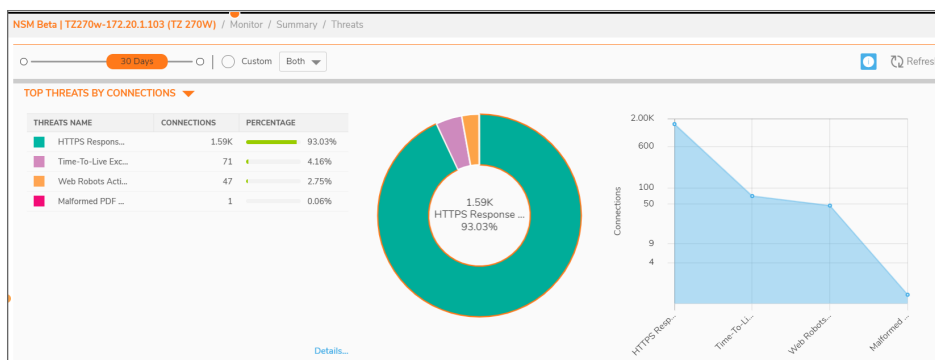 NSM Beta | TZ270w-172.20.1.103 (TZ 270W) / Monitor / Summary / Threats
30 Days Custom Both Refres
TOP THREATS BY CONNECTIONS
THREATS NAME CONNECTIONS PERCENTAGE
HTTPS Respons... 1.59K 93.03%
Time-To-Live Exc... 71 4.16%
Web Robots Acti... 47 2.75%
Malformed PDF ... 1 0.06%
Details...
1.59K
HTTPS Response ...
93.03%
Connections
2.00K
600
100
50
9
4
HTTPS Resp...
Time-To-Li...
Web Robots...
Malformed ...